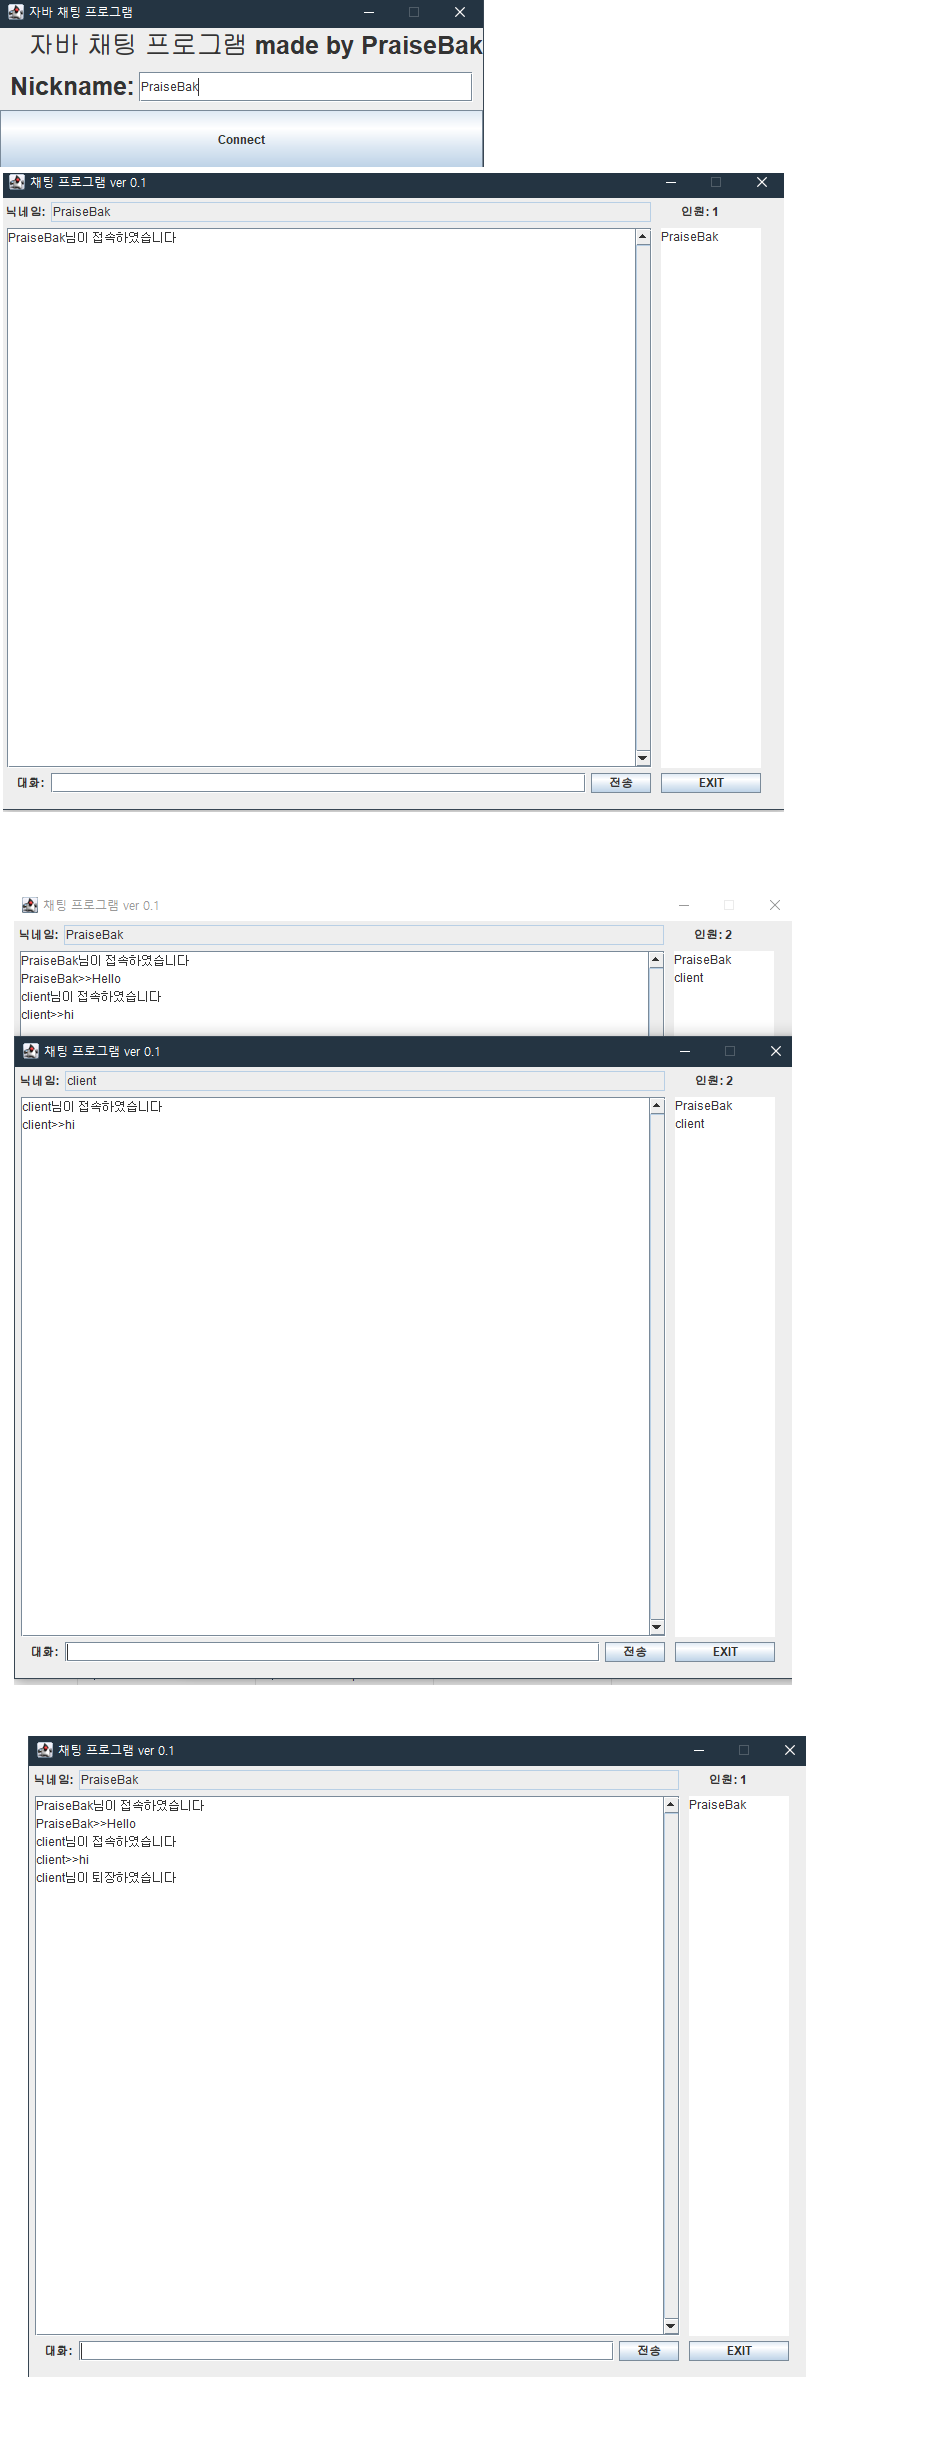 자바 채팅 프로그램
자바 채팅 프로그램 made by PraiseBak
Nickname: PraiseBak
Connect
채팅 프로그램 ver 0.1
닉네임: PraiseBak 인원: 1
PraiseBak님이 접속하였습니다 PraiseBak
대화: 전송 EXIT
채팅 프로그램 ver 0.1
닉네임: PraiseBak 인원: 2
PraiseBak님이 접속하였습니다 PraiseBak
PraiseBak>>Hello client
client님이 접속하였습니다
client>>hi
채팅 프로그램 ver 0.1
닉네임: client 인원: 2
client님이 접속하였습니다 PraiseBak
client>>hi client
대화: 전송 EXIT
채팅 프로그램 ver 0.1
닉네임: PraiseBak 인원: 1
PraiseBak님이 접속하였습니다 PraiseBak
PraiseBak>>Hello
client님이 접속하였습니다
client>>hi
client님이 퇴장하였습니다
대화: 전송 EXIT